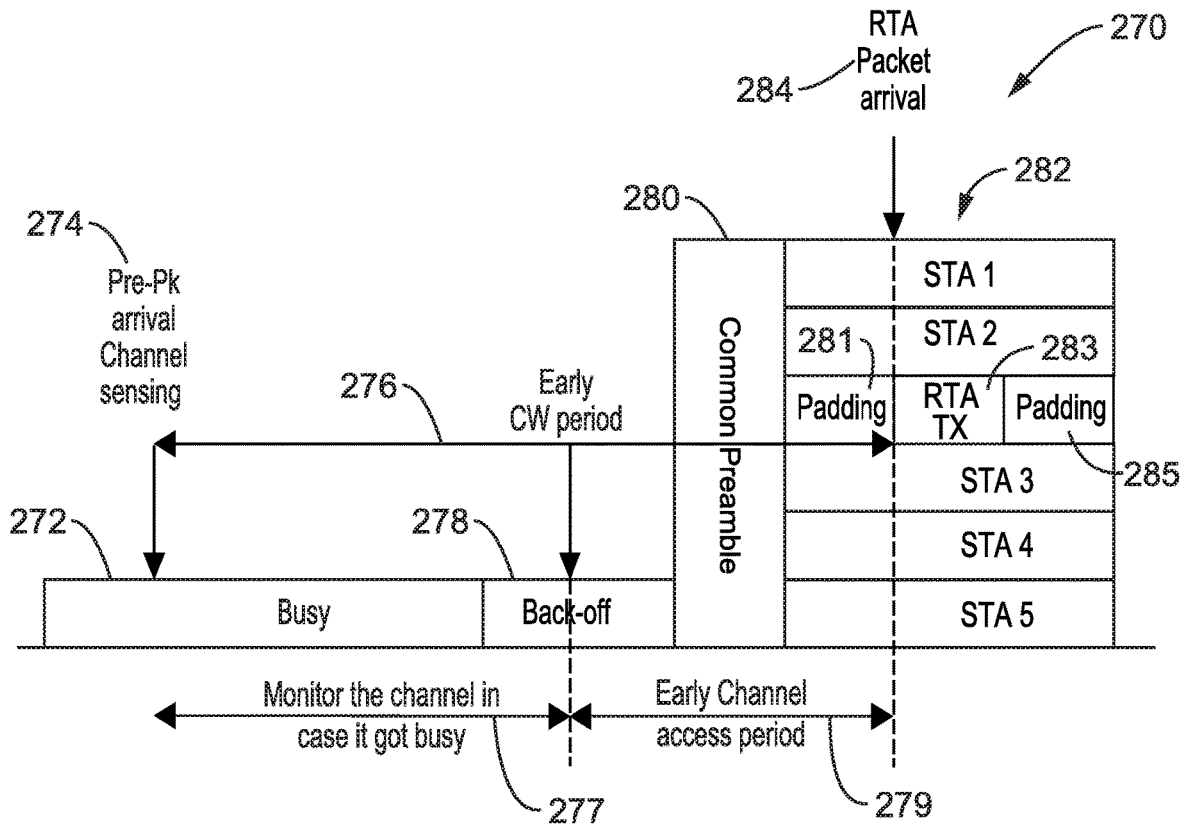 RTA
Packet
arrival
284
270
282
280
274
Pre-Pk
arrival
Channel
sensing
276
Early
CW period
Common Preamble
STA 1
STA 2
281
283
Padding
RTA
TX
Padding
285
STA 3
STA 4
STA 5
272
278
Busy
Back-off
Monitor the channel in
case it got busy
Early Channel
access period
277
279